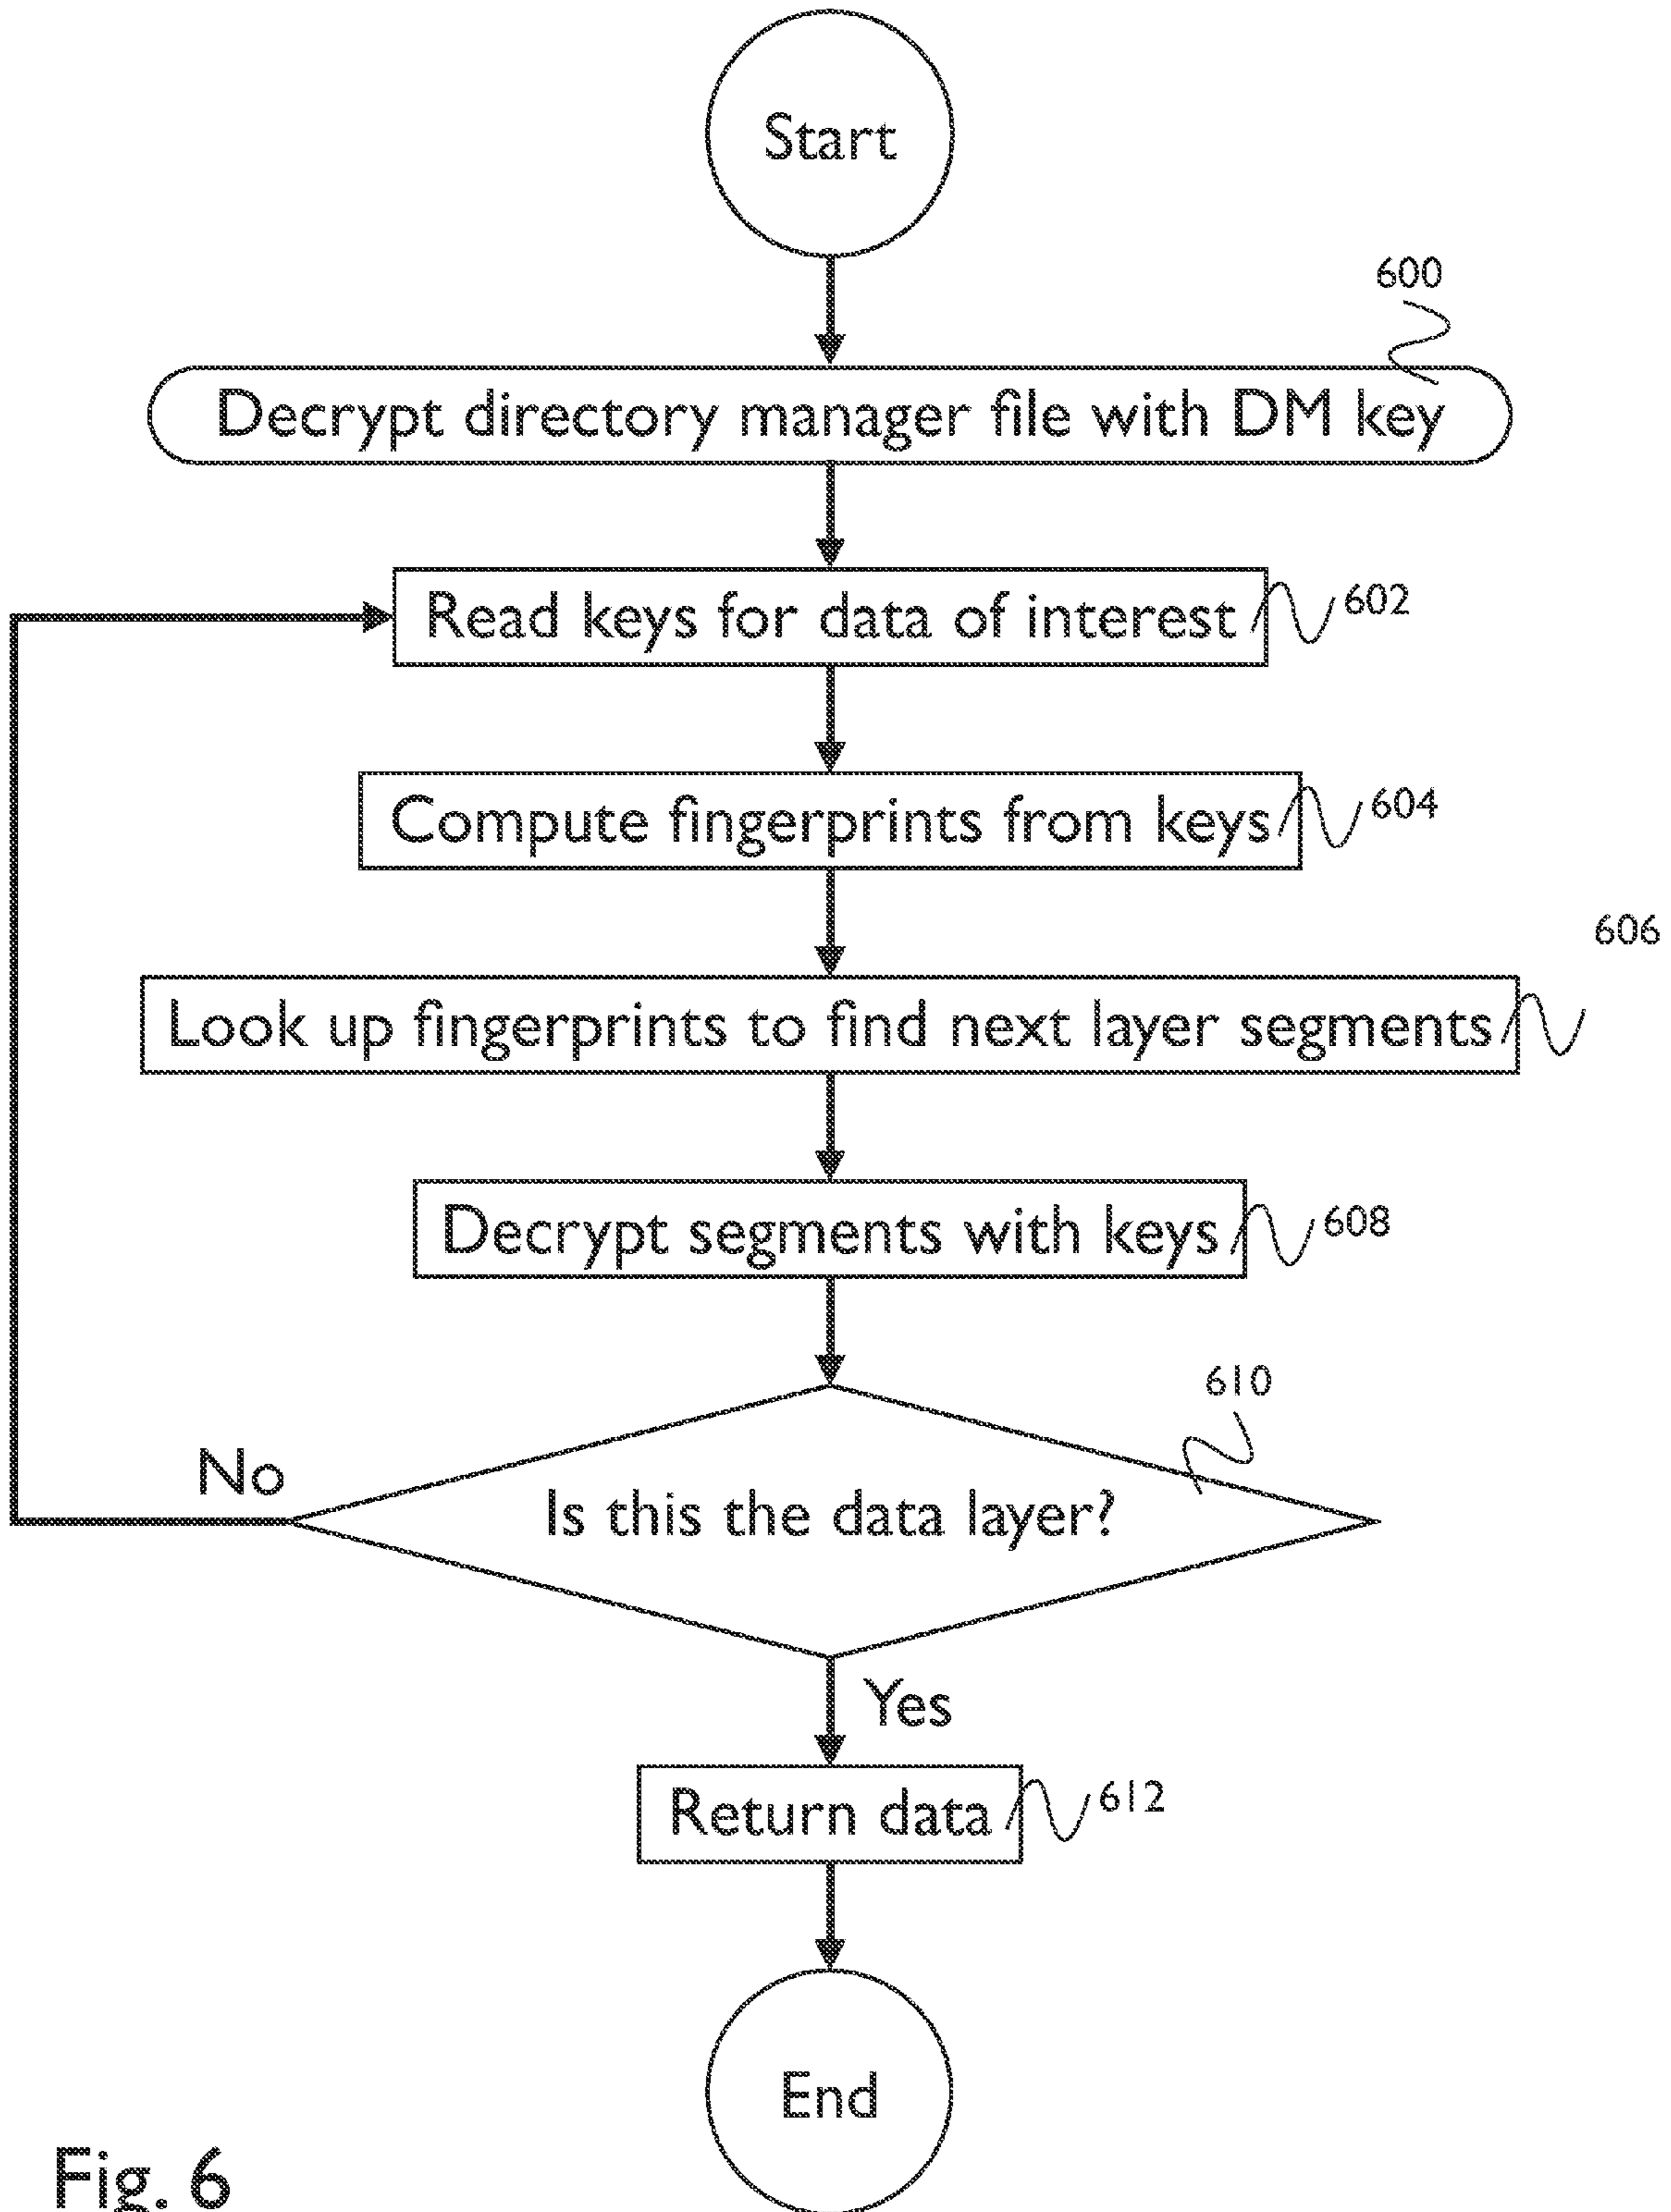 Start
600
Decrypt directory manager file with DM key
Read keys for data of interest
602
Compute fingerprints from keys
604
606
Look up fingerprints to find next layer segments
Decrypt segments with keys
608
610
No
Is this the data layer?
Yes
Return data
612
End
Fig. 6